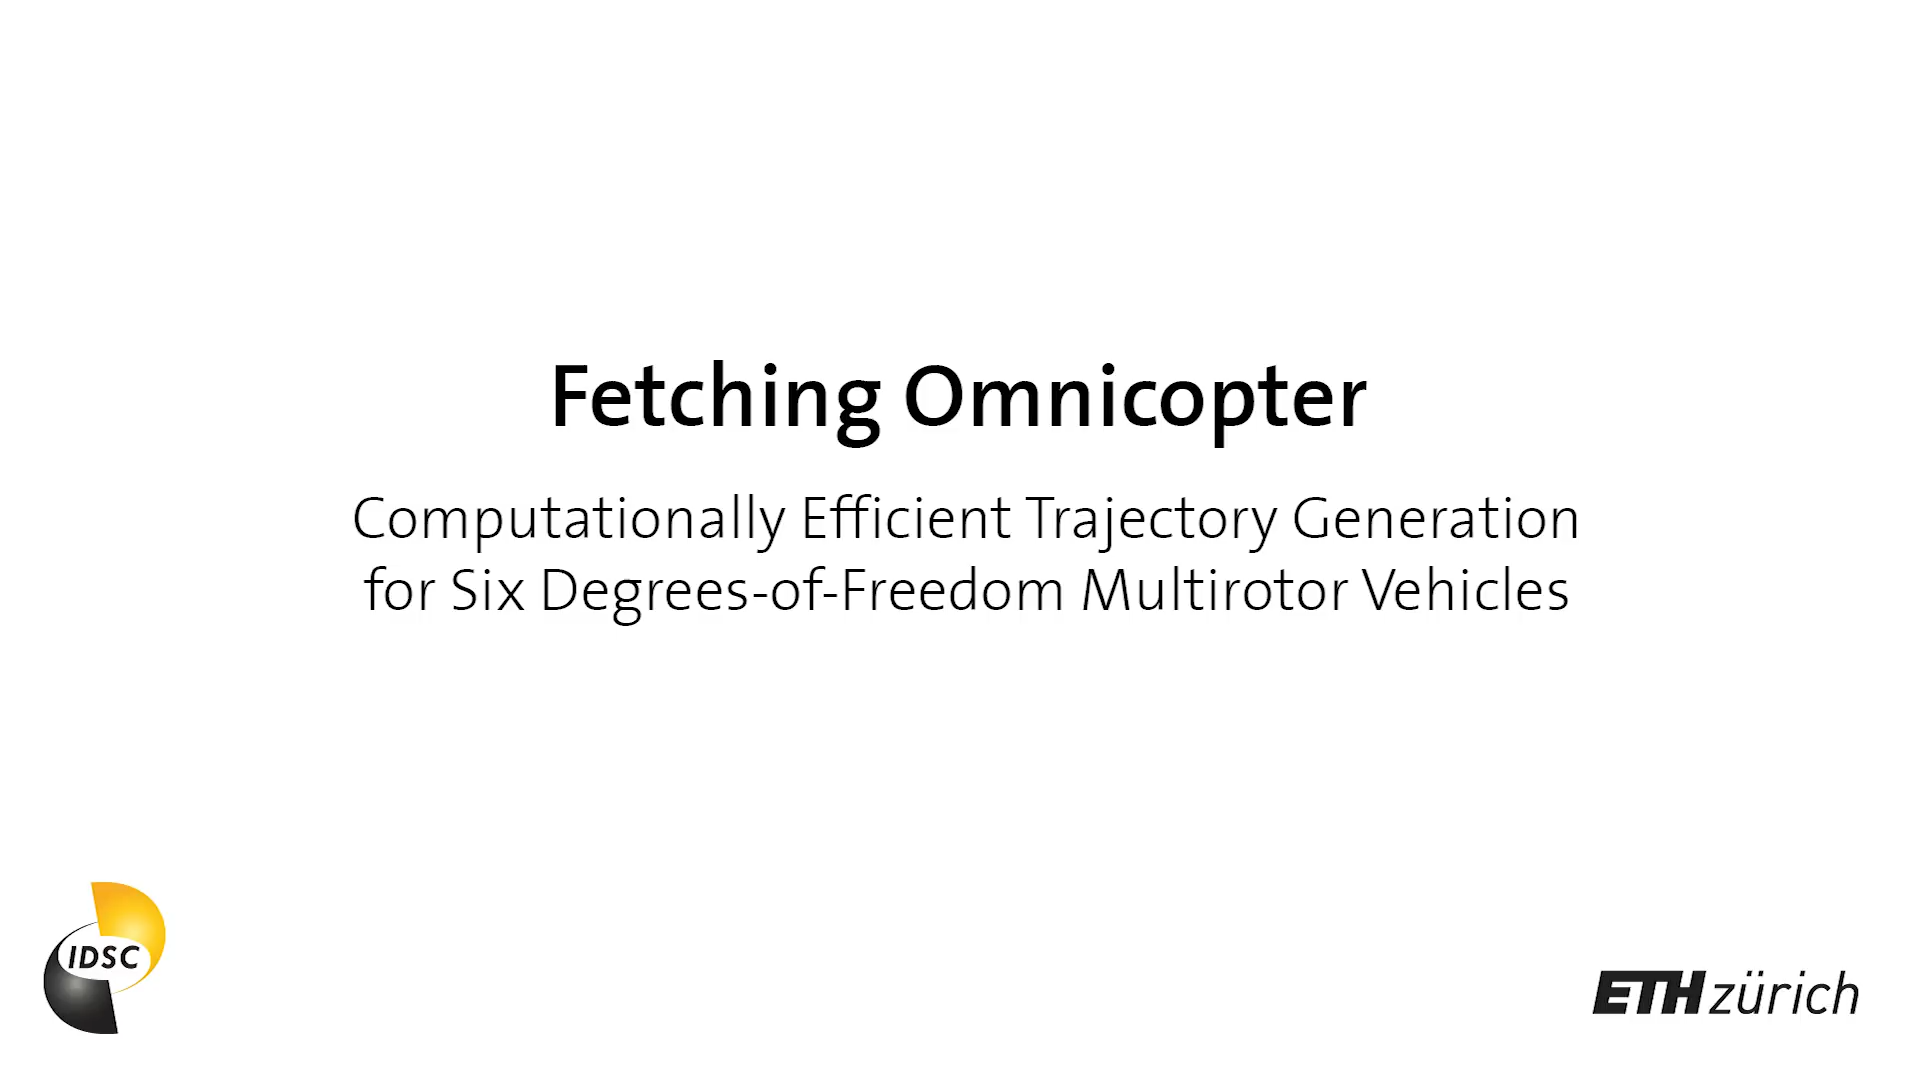 Fetching Omnicopter
Computationally Efficient Trajectory Generation
for Six Degrees-of-Freedom Multirotor Vehicles
IDSC
ETH zürich